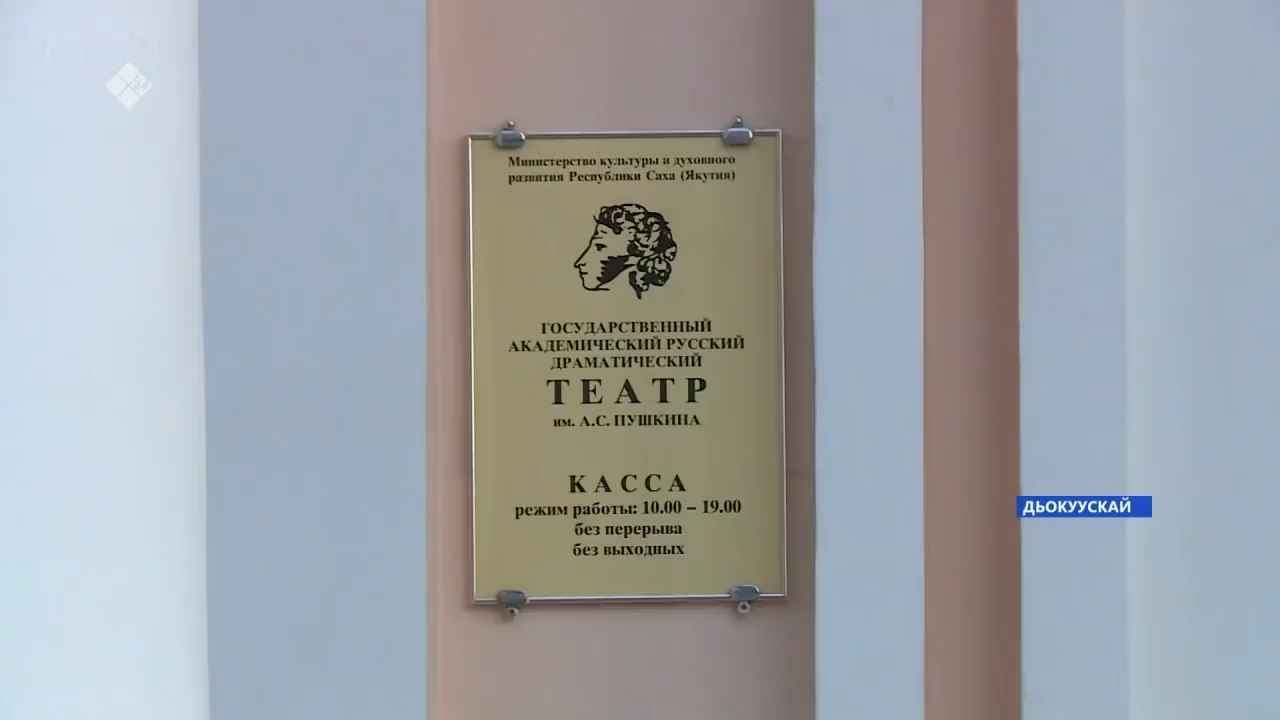 Министерство культуры и духовного
развития Республики Саха (Якутия)
ГОСУДАРСТВЕННЫЙ
АКАДЕМИЧЕСКИЙ РУССКИЙ
ДРАМАТИЧЕСКИЙ
ТЕАТР
им. А.С. ПУШКИНА
КАССА
режим работы: 10.00 – 19.00
без перерыва
без выходных
ДЬОКУУСКАЙ
24